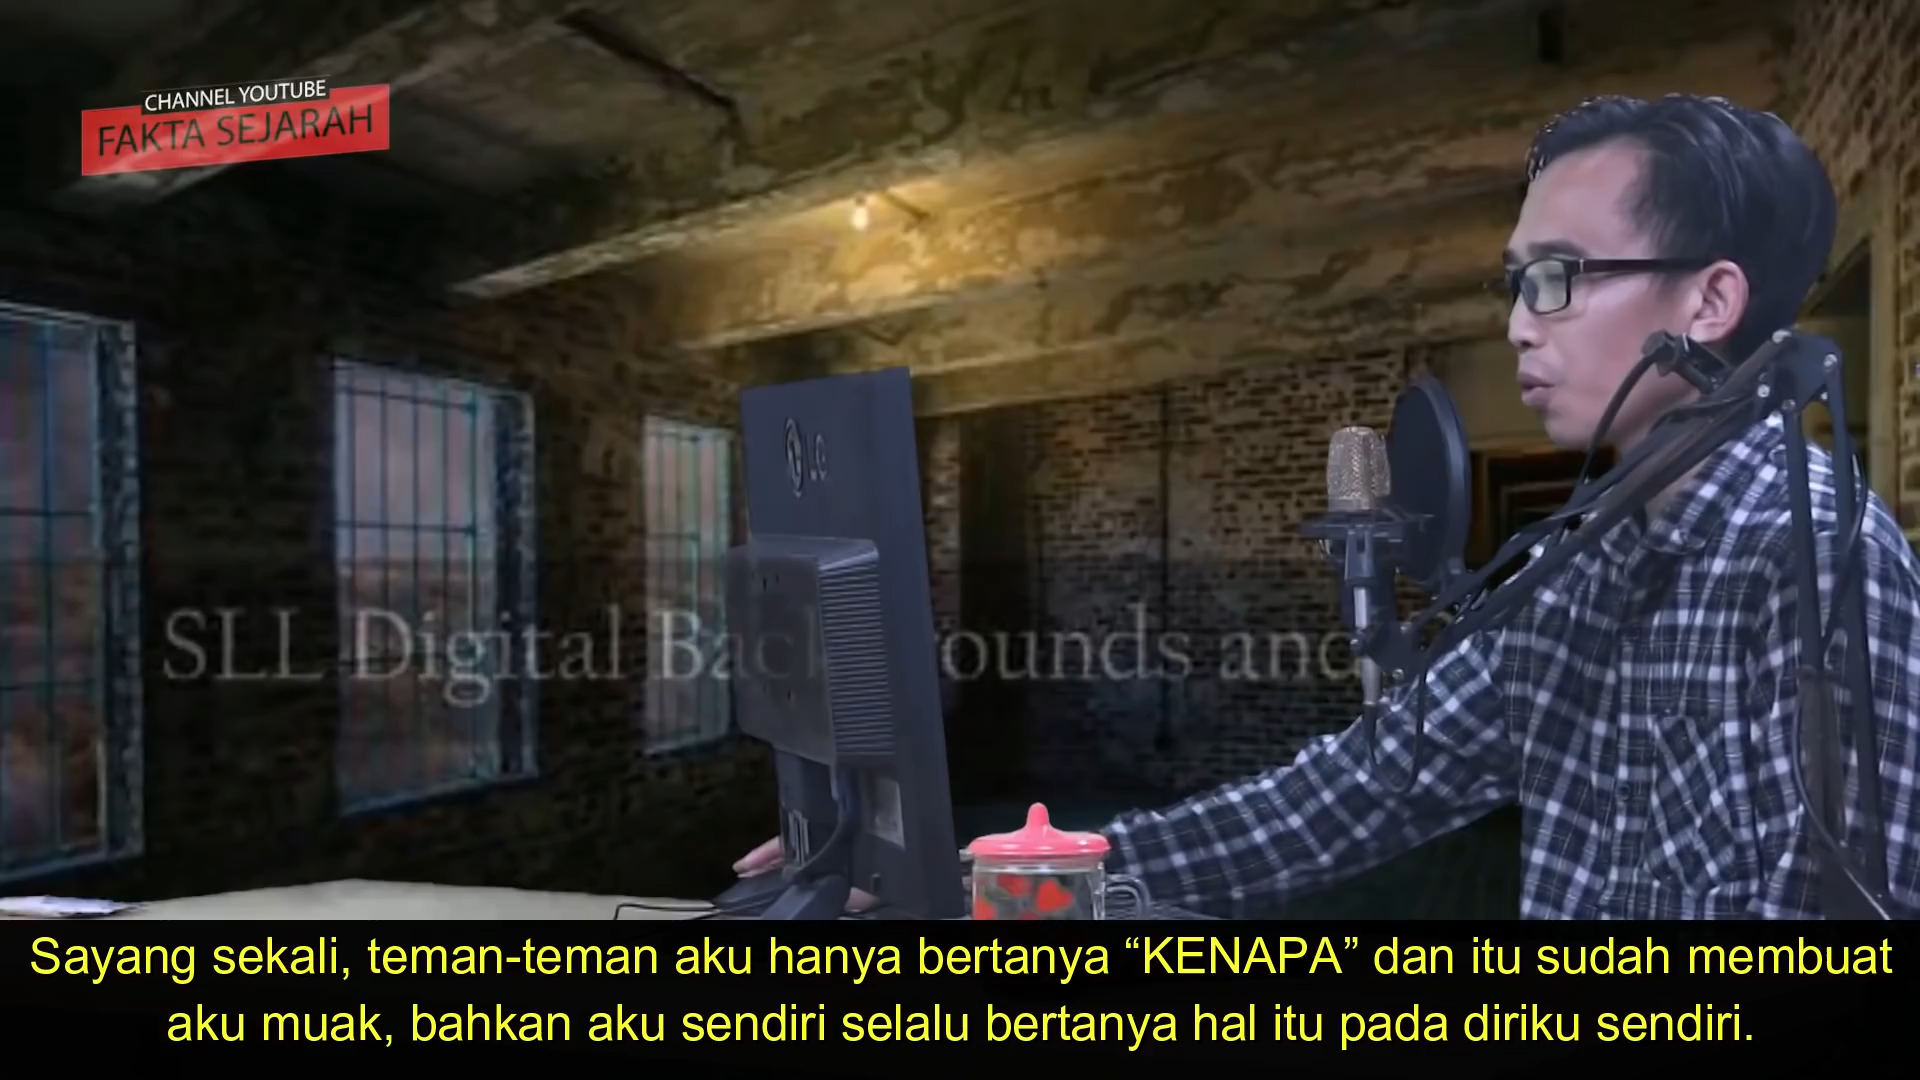 CHANNEL YOUTUBE
FAKTA SEJARAH
LG
SLL Digital Backgrounds and
Sayang sekali, teman-teman aku hanya bertanya “KENAPA” dan itu sudah membuat
aku muak, bahkan aku sendiri selalu bertanya hal itu pada diriku sendiri.